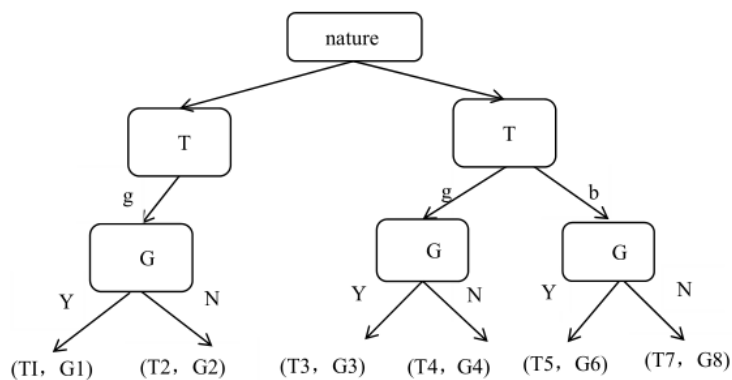 nature
T
T
g
g
b
G
G
G
Y
N
Y
N
Y
N
(TI，G1)
(T2，G2)
(T3，G3)
(T4，G4)
(T5，G6)
(T7，G8)